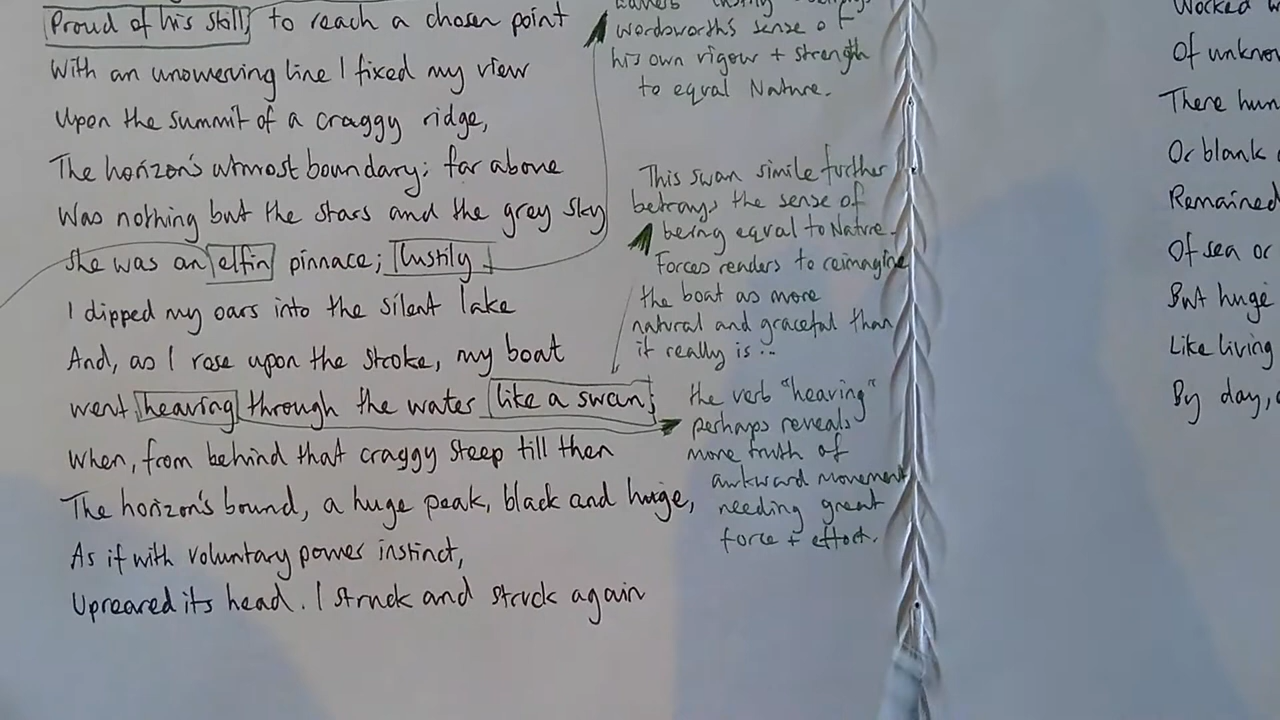 Proud of his skill, to reach a chosen point
With an unswerving line I fixed my view
Upon the summit of a craggy ridge,
The horizon's utmost boundary; far above
Was nothing but the stars and the grey sky
She was an elfin pinnace; lustily
I dipped my oars into the silent lake
And, as I rose upon the stroke, my boat
went heaving through the water like a swan;
When, from behind that craggy steep till then
The horizon's bound, a huge peak, black and huge,
As if with voluntary power instinct,
Upreared its head. I struck and struck again
Wordsworth's sense of
his own vigour + strength
to equal Nature.
This swan simile further
betrays the sense of
being equal to Nature.
Forces readers to reimagine
the boat as more
natural and graceful than
it really is...
the verb "heaving"
perhaps reveals
more truth of
awkward movement
needing great
force + effort.
Worked
Of
There
Or blank
Remained
Of sea or
But huge
Like living
By day,